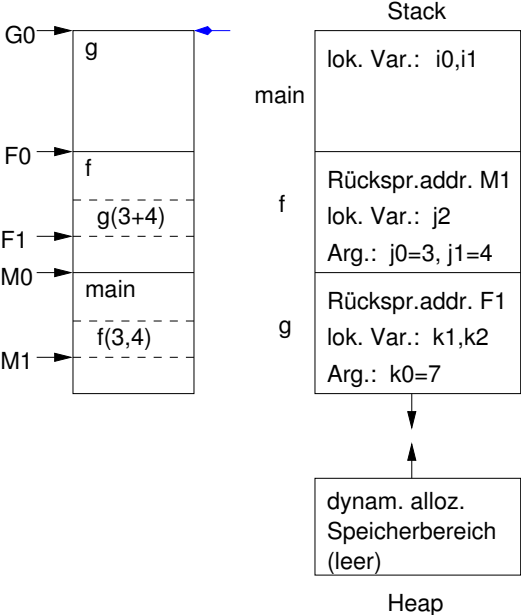 G0
g
F0
f
g(3+4)
F1
M0
main
f(3,4)
M1
Stack
main
lok. Var.: i0,i1
f
Rückspr.addr. M1
lok. Var.: j2
Arg.: j0=3, j1=4
g
Rückspr.addr. F1
lok. Var.: k1,k2
Arg.: k0=7
dynam. alloz.
Speicherbereich
(leer)
Heap